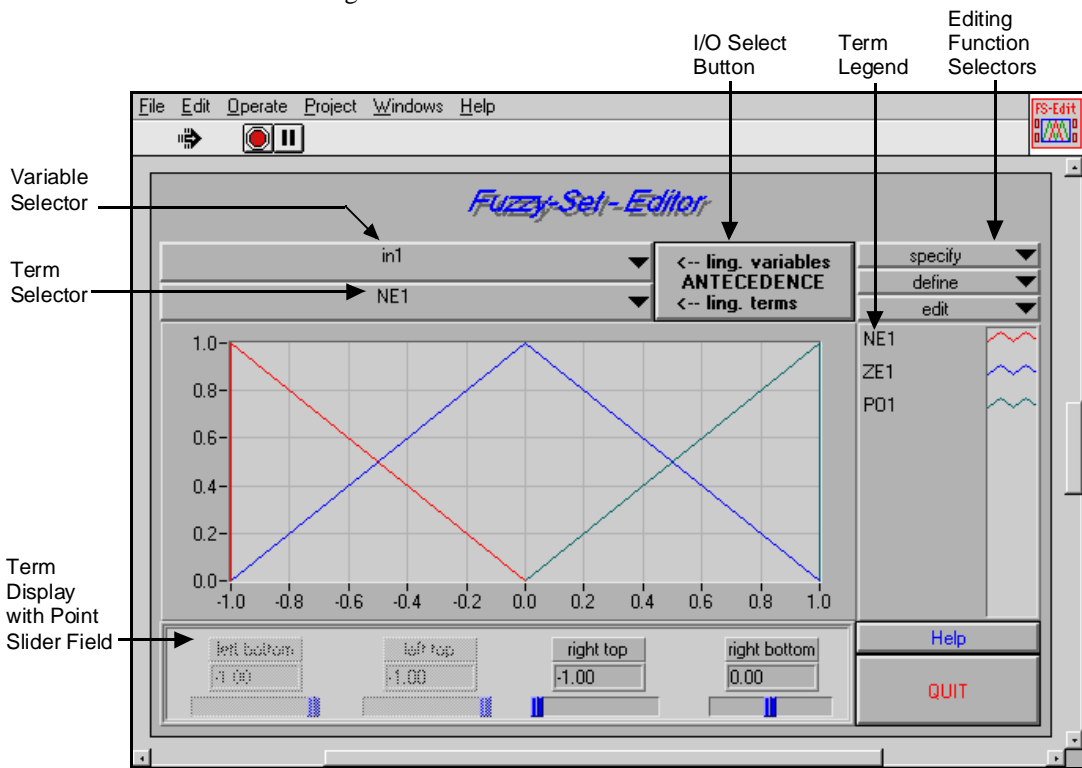 Editing
Function
Selectors
I/O Select
Button
Term
Legend
File Edit Operate Project Windows Help
FS-Edit
Variable
Selector
Fuzzy-Set-Editor
in1
<-- ling. variables
ANTECEDENCE
<-- ling. terms
specify
define
edit
Term
Selector
NE1
NE1
ZE1
PO1
1.0
0.8
0.6
0.4
0.2
0.0
-1.0 -0.8 -0.6 -0.4 -0.2 0.0 0.2 0.4 0.6 0.8 1.0
Term
Display
with Point
Slider Field
left bottom left top right top right bottom
-1.00 -1.00 -1.00 0.00
Help
QUIT